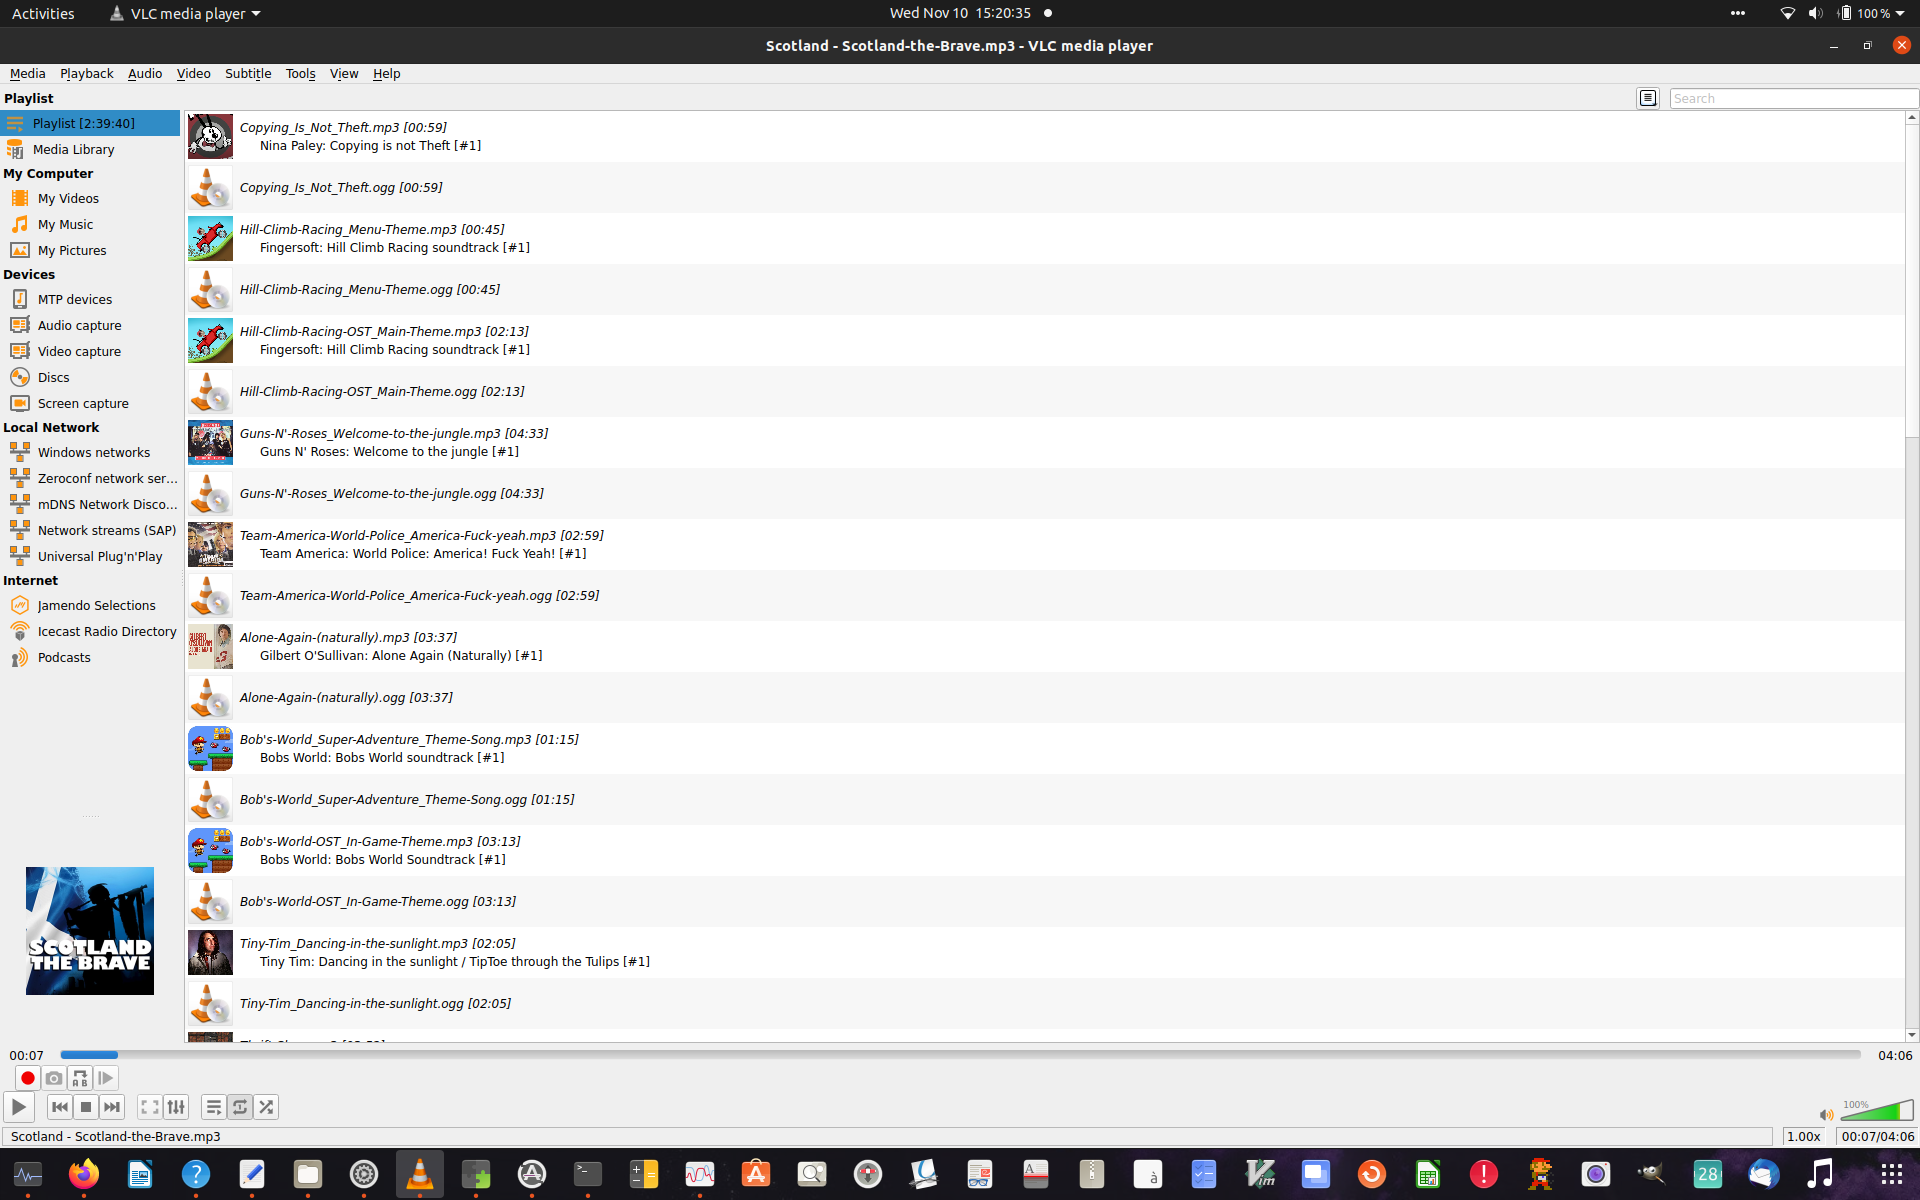 Activities VLC media player Wed Nov 10 15:20:35 100 %
Scotland - Scotland-the-Brave.mp3 - VLC media player
Media Playback Audio Video Subtitle Tools View Help
Playlist
Search
Playlist [2:39:40]
Media Library
My Computer
My Videos
My Music
My Pictures
Devices
MTP devices
Audio capture
Video capture
Discs
Screen capture
Local Network
Windows networks
Zeroconf network ser...
mDNS Network Disco...
Network streams (SAP)
Universal Plug'n'Play
Internet
Jamendo Selections
Icecast Radio Directory
Podcasts
SCOTLAND
THE BRAVE
Copying_Is_Not_Theft.mp3 [00:59]
Nina Paley: Copying is not Theft [#1]
Copying_Is_Not_Theft.ogg [00:59]
Hill-Climb-Racing_Menu-Theme.mp3 [00:45]
Fingersoft: Hill Climb Racing soundtrack [#1]
Hill-Climb-Racing_Menu-Theme.ogg [00:45]
Hill-Climb-Racing-OST_Main-Theme.mp3 [02:13]
Fingersoft: Hill Climb Racing soundtrack [#1]
Hill-Climb-Racing-OST_Main-Theme.ogg [02:13]
Guns-N'-Roses_Welcome-to-the-jungle.mp3 [04:33]
Guns N' Roses: Welcome to the jungle [#1]
Guns-N'-Roses_Welcome-to-the-jungle.ogg [04:33]
Team-America-World-Police_America-Fuck-yeah.mp3 [02:59]
Team America: World Police: America! Fuck Yeah! [#1]
Team-America-World-Police_America-Fuck-yeah.ogg [02:59]
Alone-Again-(naturally).mp3 [03:37]
Gilbert O'Sullivan: Alone Again (Naturally) [#1]
Alone-Again-(naturally).ogg [03:37]
Bob's-World_Super-Adventure_Theme-Song.mp3 [01:15]
Bobs World: Bobs World soundtrack [#1]
Bob's-World_Super-Adventure_Theme-Song.ogg [01:15]
Bob's-World-OST_In-Game-Theme.mp3 [03:13]
Bobs World: Bobs World Soundtrack [#1]
Bob's-World-OST_In-Game-Theme.ogg [03:13]
Tiny-Tim_Dancing-in-the-sunlight.mp3 [02:05]
Tiny Tim: Dancing in the sunlight / TipToe through the Tulips [#1]
Tiny-Tim_Dancing-in-the-sunlight.ogg [02:05]
00:07 04:06
A B
100%
Scotland - Scotland-the-Brave.mp3 1.00x 00:07/04:06
28